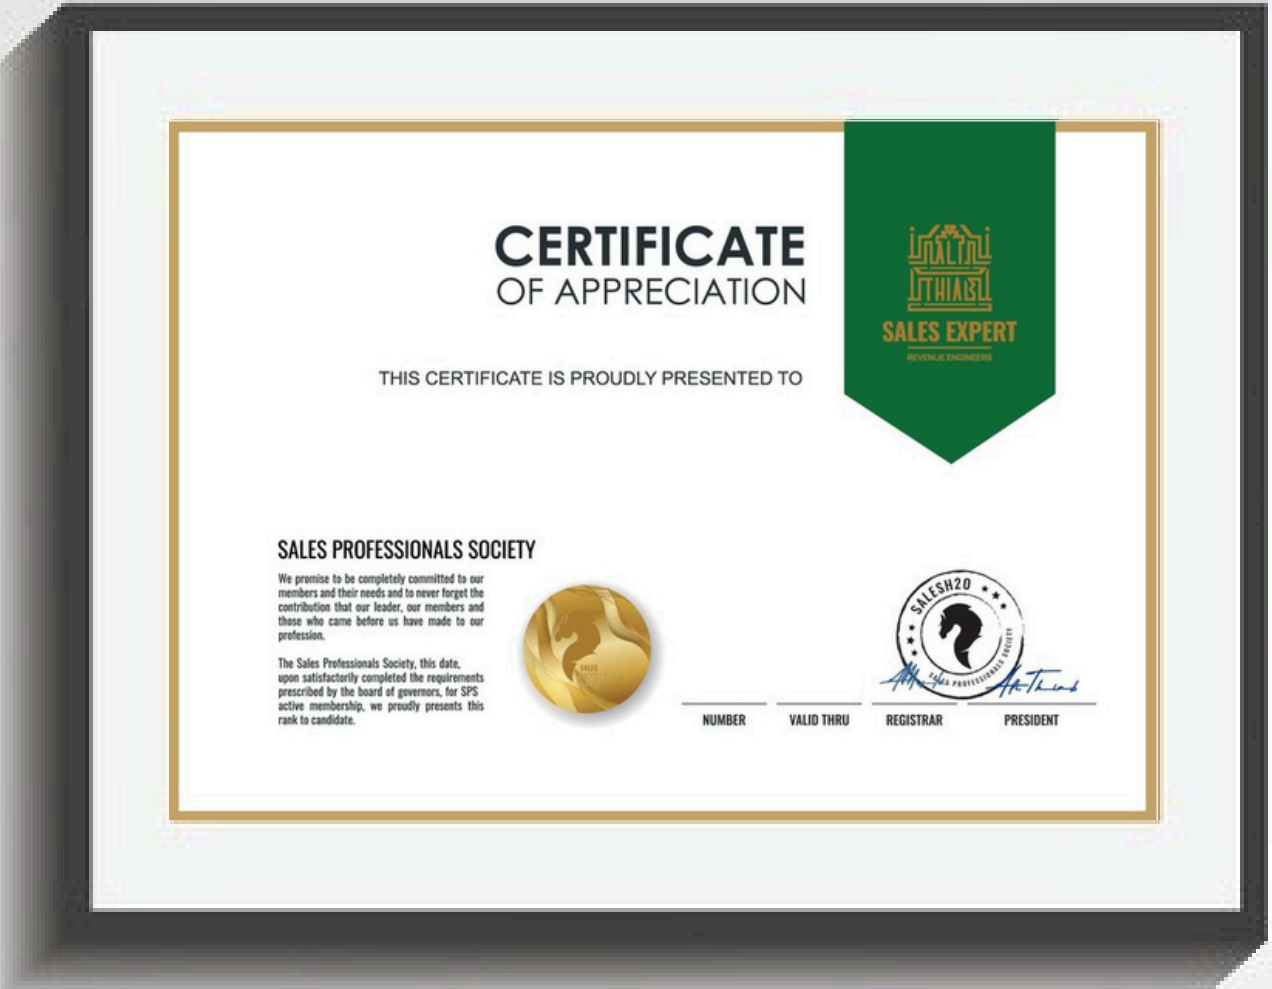 CERTIFICATE
OF APPRECIATION
THIS CERTIFICATE IS PROUDLY PRESENTED TO
ALI
THIAB
SALES EXPERT
REVENUE ENGINEERS
SALES PROFESSIONALS SOCIETY
We promise to be completely committed to our
members and their needs and to never forget the
contribution that our leader, our members and
those who came before us have made to our
profession.
The Sales Professionals Society, this date,
upon satisfactorily completed the requirements
prescribed by the board of governors, for SPS
active membership, we proudly presents this
rank to candidate.
SALES
SALESH20
SALES PROFESSIONALS SOCIETY
NUMBER
VALID THRU
REGISTRAR
PRESIDENT